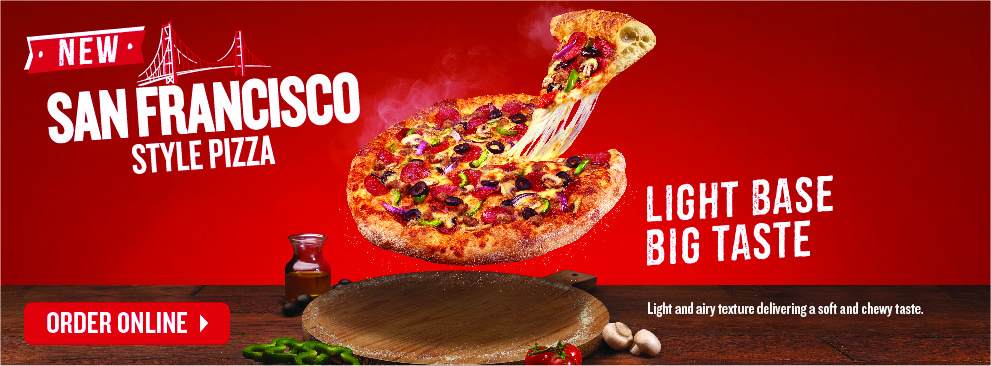 NEW
SAN FRANCISCO
STYLE PIZZA
LIGHT BASE
BIG TASTE
Light and airy texture delivering a soft and chewy taste.
ORDER ONLINE